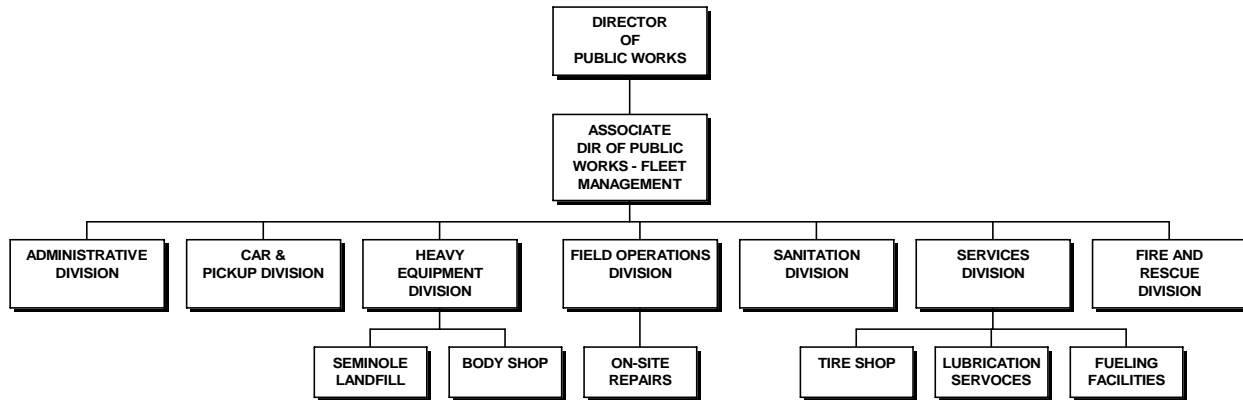 DIRECTOR
OF
PUBLIC WORKS
ASSOCIATE
DIR OF PUBLIC
WORKS - FLEET
MANAGEMENT
ADMINISTRATIVE
DIVISION
CAR &
PICKUP DIVISION
HEAVY
EQUIPMENT
DIVISION
FIELD OPERATIONS
DIVISION
SANITATION
DIVISION
SERVICES
DIVISION
FIRE AND
RESCUE
DIVISION
SEMINOLE
LANDFILL
BODY SHOP
ON-SITE
REPAIRS
TIRE SHOP
LUBRICATION
SERVOCES
FUELING
FACILITIES